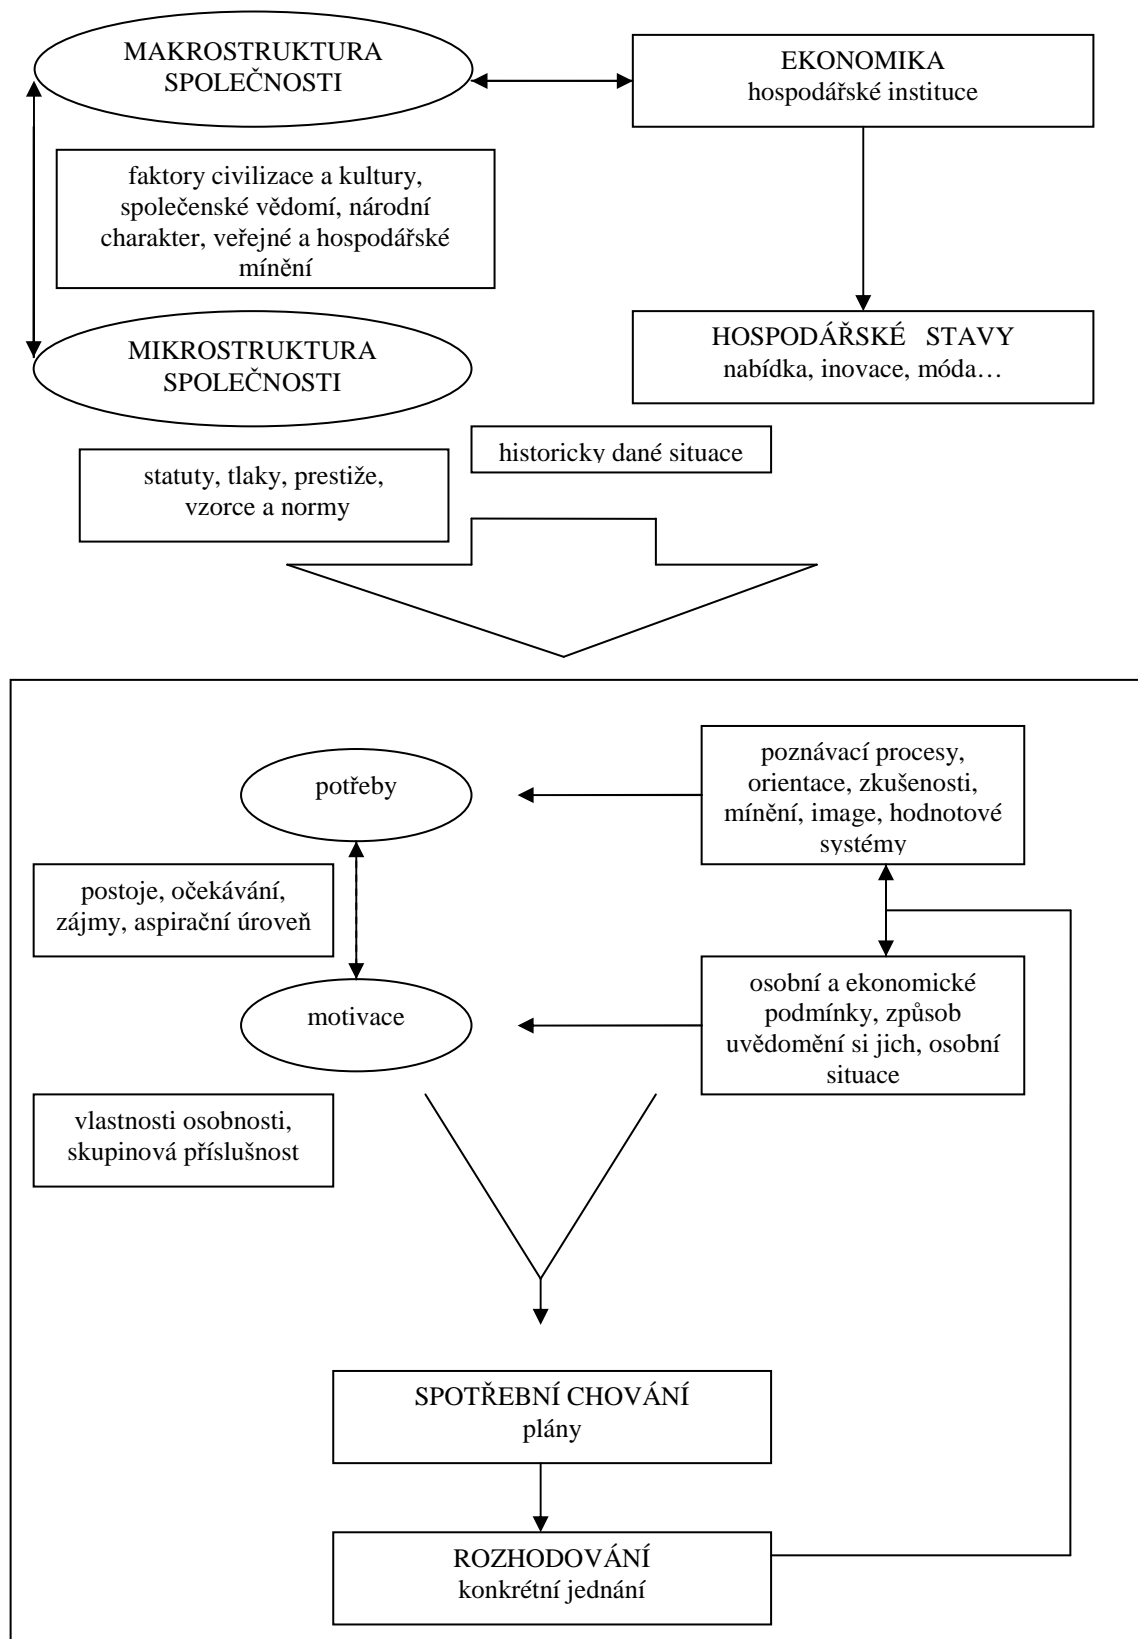 MAKROSTRUKTURA
SPOLEČNOSTI
EKONOMIKA
hospodářské instituce
faktory civilizace a kultury,
společenské vědomí, národní
charakter, veřejné a hospodářské
mínění
MIKROSTRUKTURA
SPOLEČNOSTI
HOSPODÁŘSKÉ STAVY
nabídka, inovace, móda…
historicky dané situace
statuty, tlaky, prestiže,
vzorce a normy
potřeby
poznávací procesy,
orientace, zkušenosti,
mínění, image, hodnotové
systémy
postoje, očekávání,
zájmy, aspirační úroveň
motivace
osobní a ekonomické
podmínky, způsob
uvědomění si jich, osobní
situace
vlastnosti osobnosti,
skupinová příslušnost
SPOTŘEBNÍ CHOVÁNÍ
plány
ROZHODOVÁNÍ
konkrétní jednání